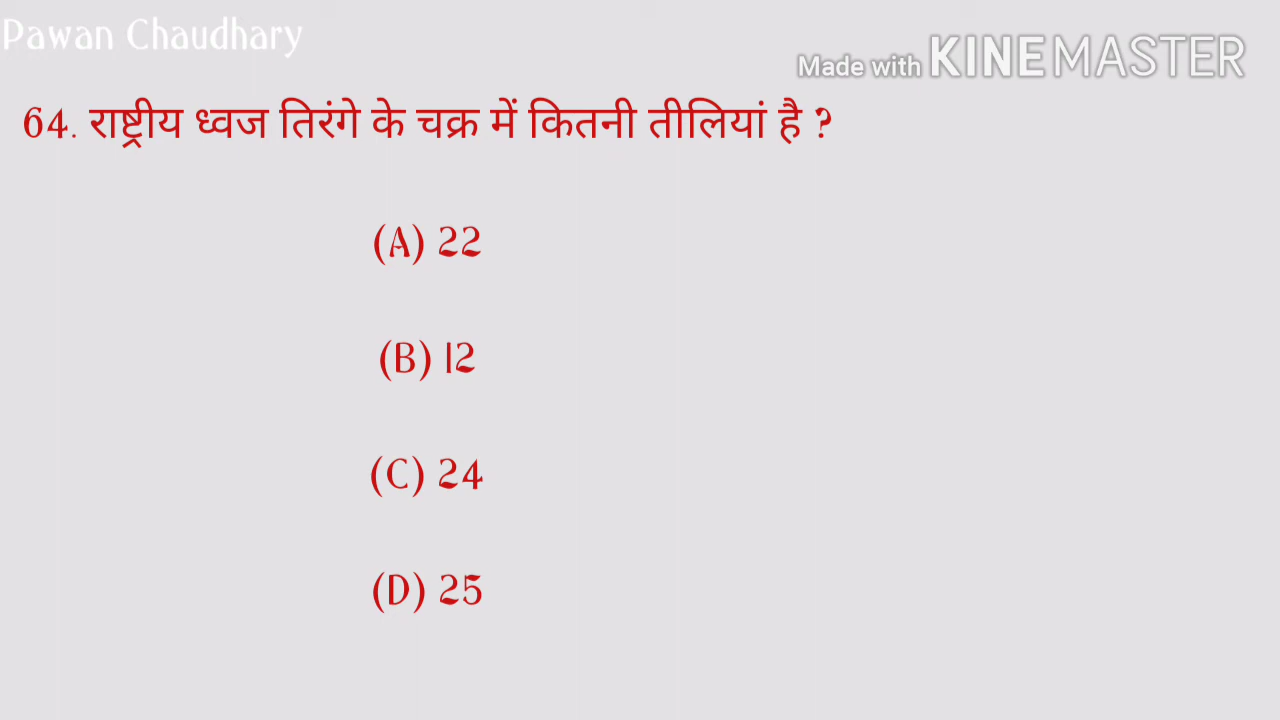 Pawan Chaudhary
Made with KINEMASTER
64. राष्ट्रीय ध्वज तिरंगे के चक्र में कितनी तीलियां है ?
(A) 22
(B) 12
(C) 24
(D) 25